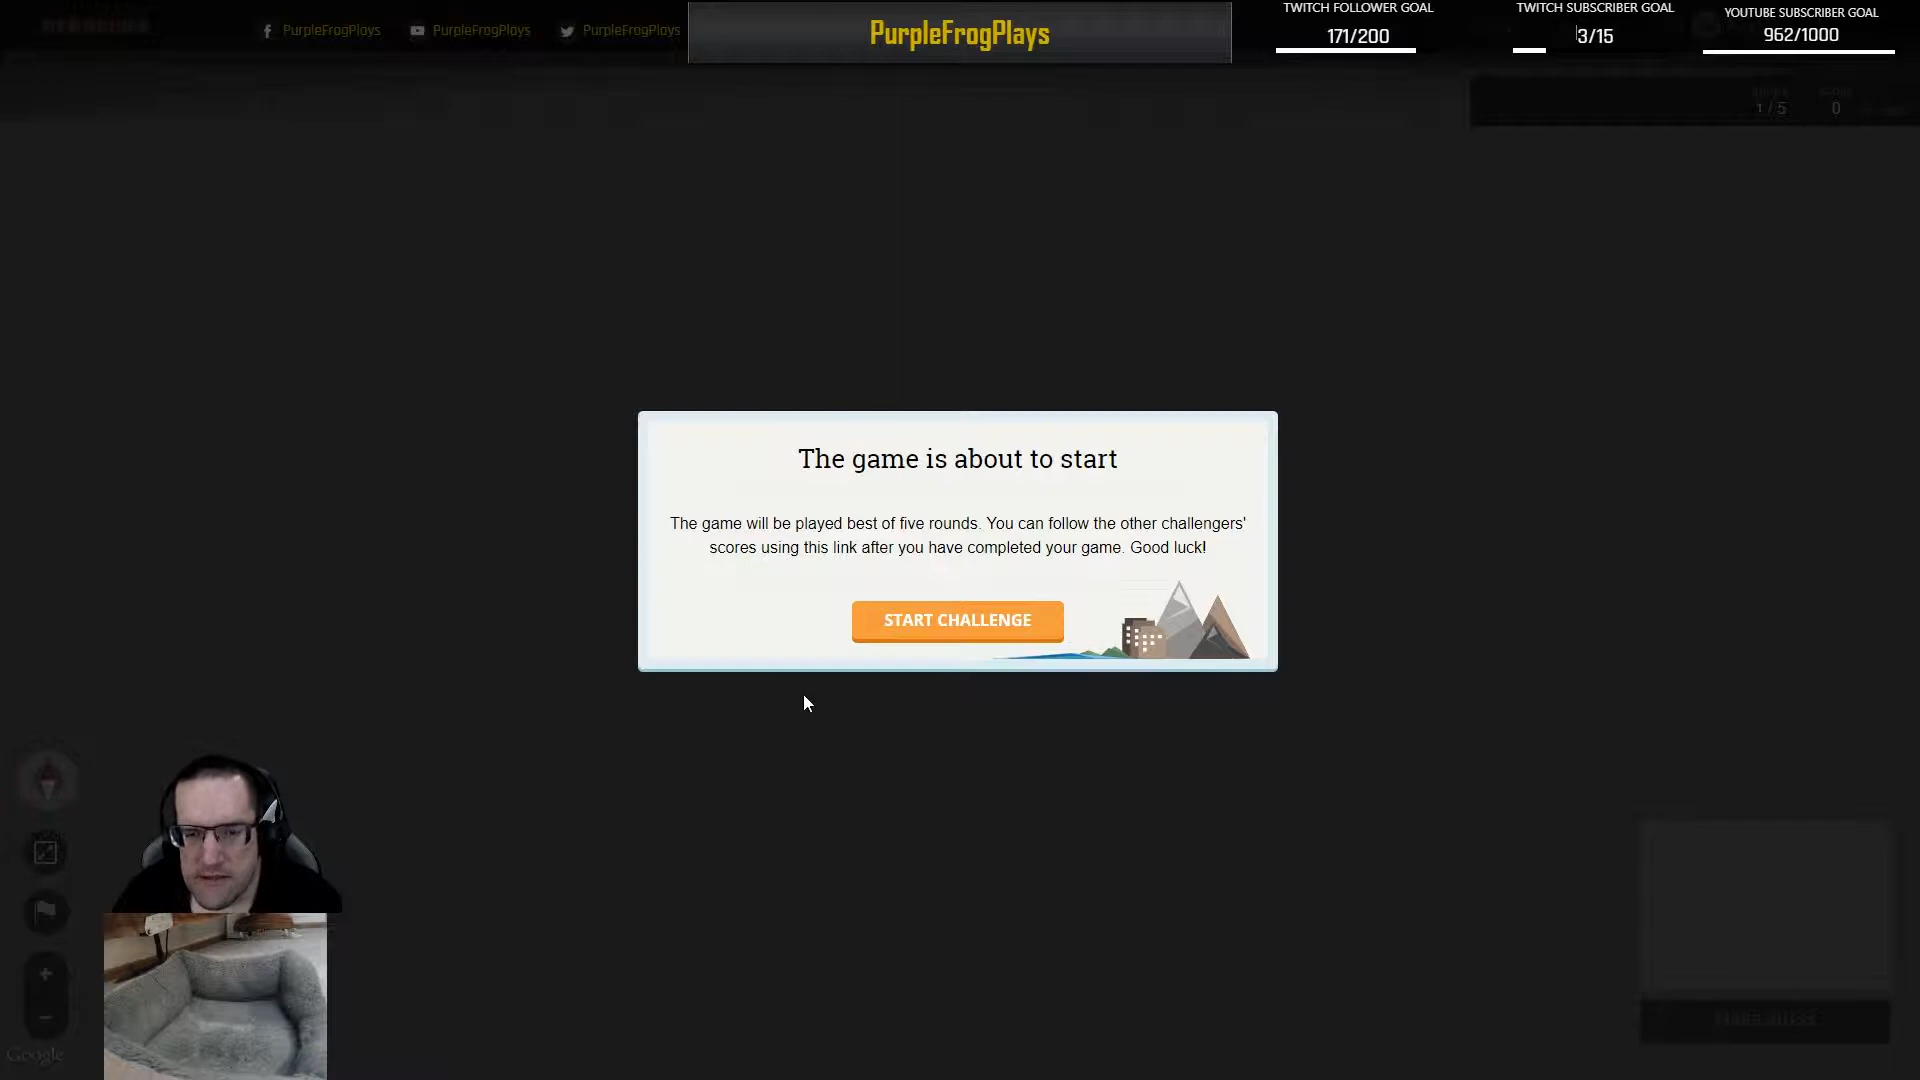 PurpleFrogPlays
PurpleFrogPlays
PurpleFrogPlays
PurpleFrogPlays
TWITCH FOLLOWER GOAL
171/200
TWITCH SUBSCRIBER GOAL
3/15
YOUTUBE SUBSCRIBER GOAL
962/1000
1 / 5
0
The game is about to start
The game will be played best of five rounds. You can follow the other challengers'
scores using this link after you have completed your game. Good luck!
START CHALLENGE
Google